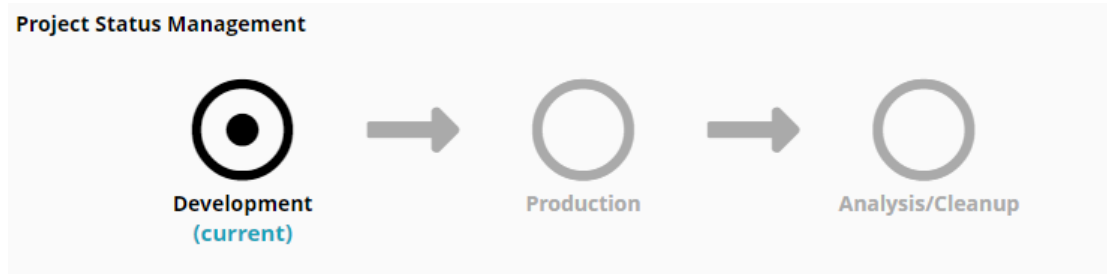 Project Status Management
Development
(current)
Production
Analysis/Cleanup